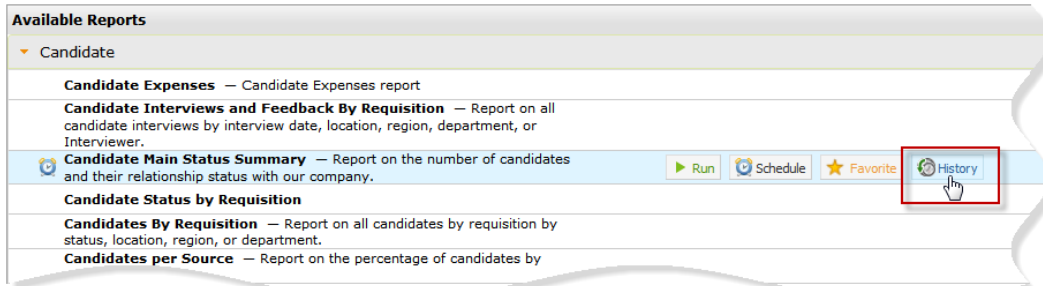 Available Reports
Candidate
Candidate Expenses — Candidate Expenses report
Candidate Interviews and Feedback By Requisition — Report on all
candidate interviews by interview date, location, region, department, or
Interviewer.
Candidate Main Status Summary — Report on the number of candidates
and their relationship status with our company.
Run Schedule Favorite History
Candidate Status by Requisition
Candidates By Requisition — Report on all candidates by requisition by
status, location, region, or department.
Candidates per Source — Report on the percentage of candidates by